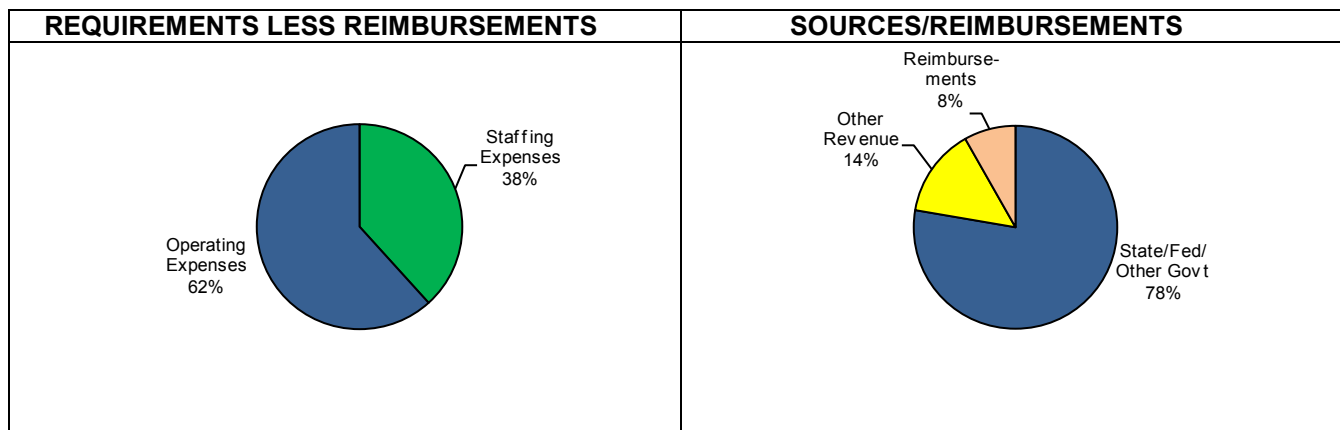 REQUIREMENTS LESS REIMBURSEMENTS
Staffing
Expenses
38%
Operating
Expenses
62%
SOURCES/REIMBURSEMENTS
Reimburse-
ments
8%
Other
Revenue
14%
State/Fed/
Other Govt
78%